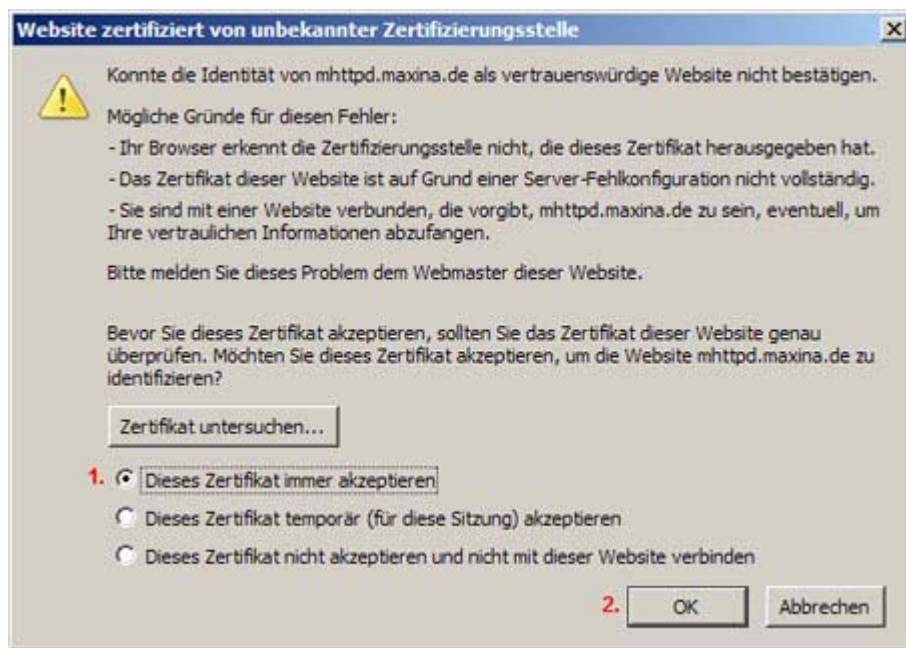 Website zertifiziert von unbekannter Zertifizierungsstelle
Konnte die Identität von mhttpd.maxina.de als vertrauenswürdige Website nicht bestätigen.
Mögliche Gründe für diesen Fehler:
- Ihr Browser erkennt die Zertifizierungsstelle nicht, die dieses Zertifikat herausgegeben hat.
- Das Zertifikat dieser Website ist auf Grund einer Server-Fehlkonfiguration nicht vollständig.
- Sie sind mit einer Website verbunden, die vorgibt, mhttpd.maxina.de zu sein, eventuell, um
Ihre vertraulichen Informationen abzufangen.
Bitte melden Sie dieses Problem dem Webmaster dieser Website.
Bevor Sie dieses Zertifikat akzeptieren, sollten Sie das Zertifikat dieser Website genau
überprüfen. Möchten Sie dieses Zertifikat akzeptieren, um die Website mhttpd.maxina.de zu
identifizieren?
Zertifikat untersuchen...
1. Dieses Zertifikat immer akzeptieren
Dieses Zertifikat temporär (für diese Sitzung) akzeptieren
Dieses Zertifikat nicht akzeptieren und nicht mit dieser Website verbinden
2. OK Abbrechen